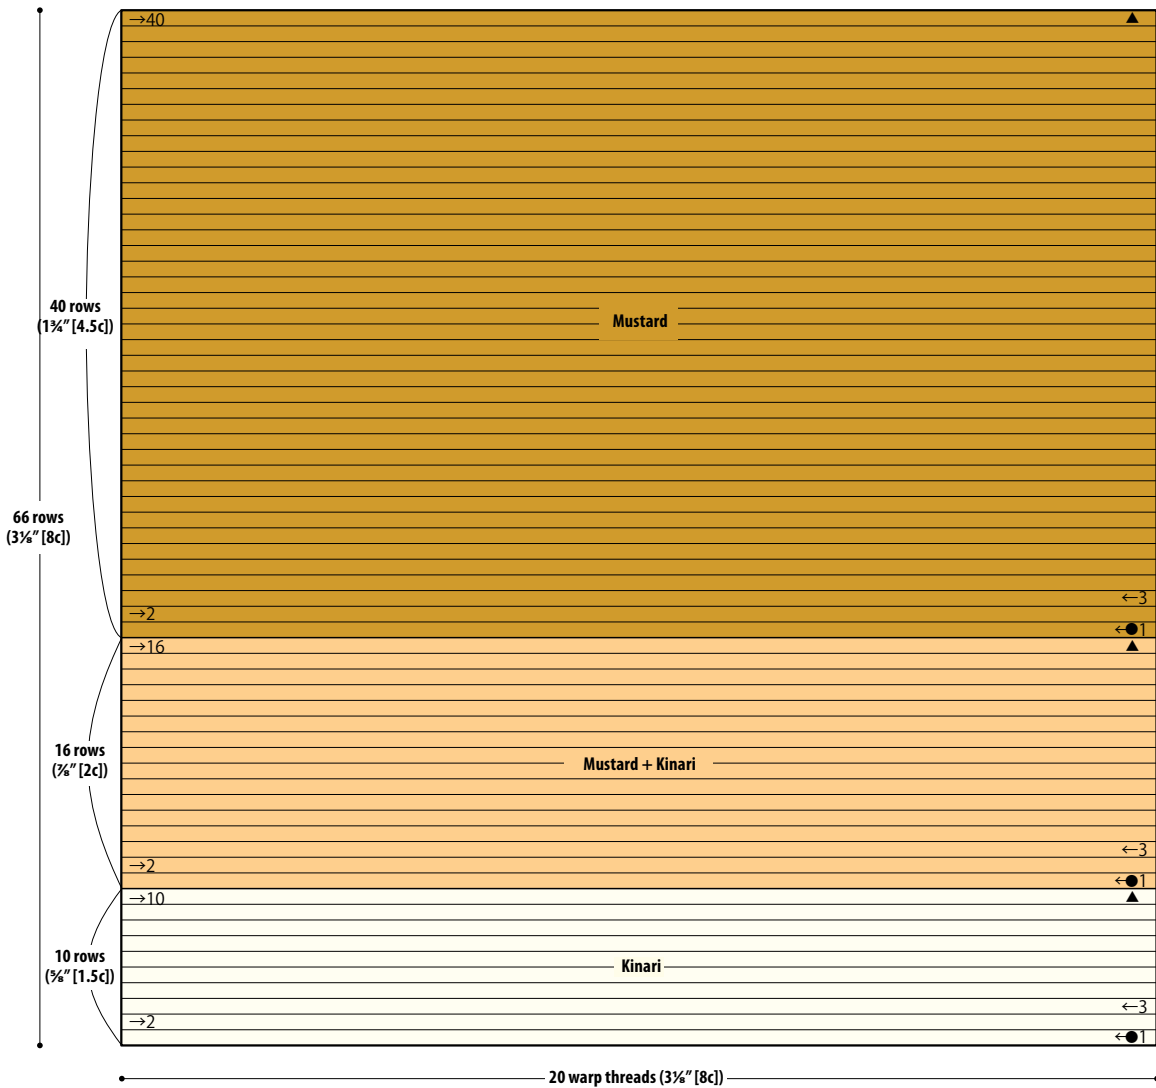 →40
▲
40 rows
(1¾” [4.5c])
Mustard
66 rows
(3⅛” [8c])
←3
→2
←●1
→16
▲
16 rows
(⅞” [2c])
Mustard + Kinari
←3
→2
←●1
→10
▲
10 rows
(⅝” [1.5c])
Kinari
←3
→2
←●1
20 warp threads (3⅛” [8c])